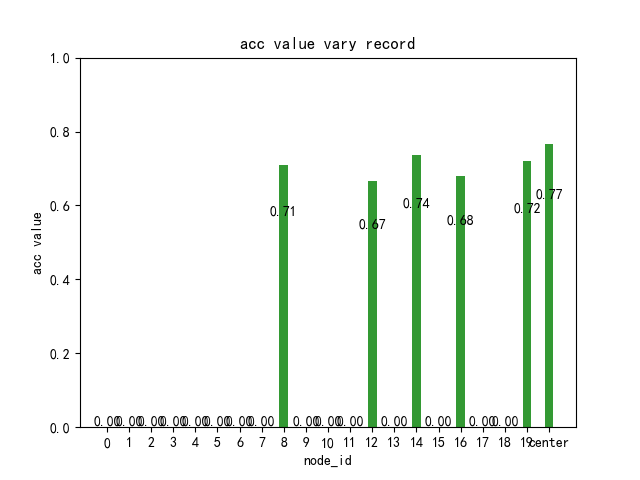 acc value vary record
1.0
0.8
0.6
0.4
0.2
0.0
acc value
0.00 0.00 0.00 0.00 0.00 0.00 0.00 0.00 0.71 0.00 0.00 0.00 0.67 0.00 0.74 0.00 0.68 0.00 0.00 0.72 0.77
0 1 2 3 4 5 6 7 8 9 10 11 12 13 14 15 16 17 18 19 center
node_id